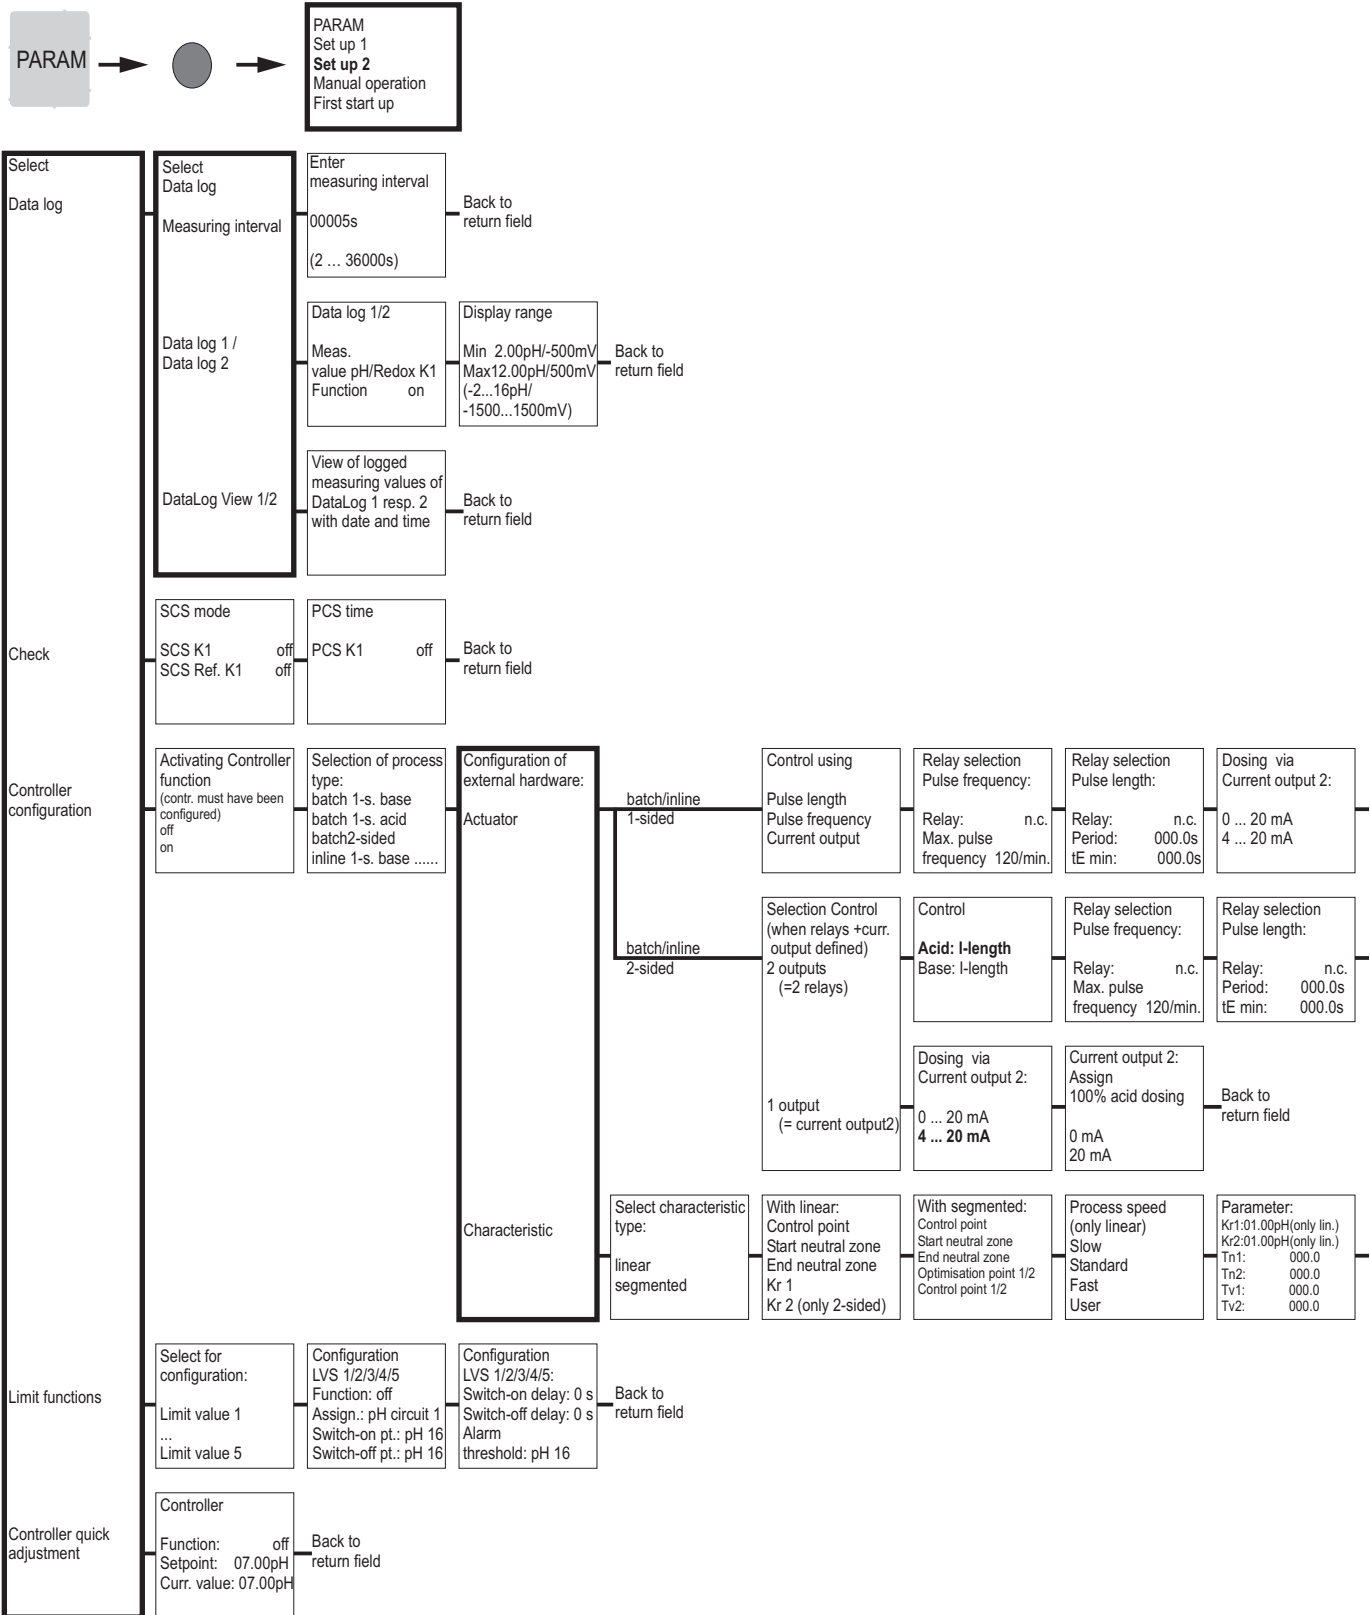 PARAM
PARAM
Set up 1
Set up 2
Manual operation
First start up
Select
Data log
Select
Data log
Measuring interval
Enter
measuring interval
00005s
(2 ... 36000s)
Back to
return field
Data log 1 /
Data log 2
Data log 1/2
Meas.
value pH/Redox K1
Function on
Display range
Min 2.00pH/-500mV
Max12.00pH/500mV
(-2...16pH/
-1500...1500mV)
Back to
return field
DataLog View 1/2
View of logged
measuring values of
DataLog 1 resp. 2
with date and time
Back to
return field
Check
SCS mode
SCS K1 off
SCS Ref. K1 off
PCS time
PCS K1 off
Back to
return field
Controller
configuration
Activating Controller
function
(contr. must have been
configured)
off
on
Selection of process
type:
batch 1-s. base
batch 1-s. acid
batch2-sided
inline 1-s. base ......
Configuration of
external hardware:
Actuator
batch/inline
1-sided
Control using
Pulse length
Pulse frequency
Current output
Relay selection
Pulse frequency:
Relay: n.c.
Max. pulse
frequency 120/min.
Relay selection
Pulse length:
Relay: n.c.
Period: 000.0s
tE min: 000.0s
Dosing via
Current output 2:
0 ... 20 mA
4 ... 20 mA
batch/inline
2-sided
Selection Control
(when relays +curr.
output defined)
2 outputs
(=2 relays)
Control
Acid: I-length
Base: I-length
Relay selection
Pulse frequency:
Relay: n.c.
Max. pulse
frequency 120/min.
Relay selection
Pulse length:
Relay: n.c.
Period: 000.0s
tE min: 000.0s
1 output
(= current output2)
Dosing via
Current output 2:
0 ... 20 mA
4 ... 20 mA
Current output 2:
Assign
100% acid dosing
0 mA
20 mA
Back to
return field
Characteristic
Select characteristic
type:
linear
segmented
With linear:
Control point
Start neutral zone
End neutral zone
Kr 1
Kr 2 (only 2-sided)
With segmented:
Control point
Start neutral zone
End neutral zone
Optimisation point 1/2
Control point 1/2
Process speed
(only linear)
Slow
Standard
Fast
User
Parameter:
Kr1:01.00pH(only lin.)
Kr2:01.00pH(only lin.)
Tn1: 000.0
Tn2: 000.0
Tv1: 000.0
Tv2: 000.0
Limit functions
Select for
configuration:
Limit value 1
...
Limit value 5
Configuration
LVS 1/2/3/4/5
Function: off
Assign.: pH circuit 1
Switch-on pt.: pH 16
Switch-off pt.: pH 16
Configuration
LVS 1/2/3/4/5:
Switch-on delay: 0 s
Switch-off delay: 0 s
Alarm
threshold: pH 16
Back to
return field
Controller quick
adjustment
Controller
Function: off
Setpoint: 07.00pH
Curr. value: 07.00pH
Back to
return field